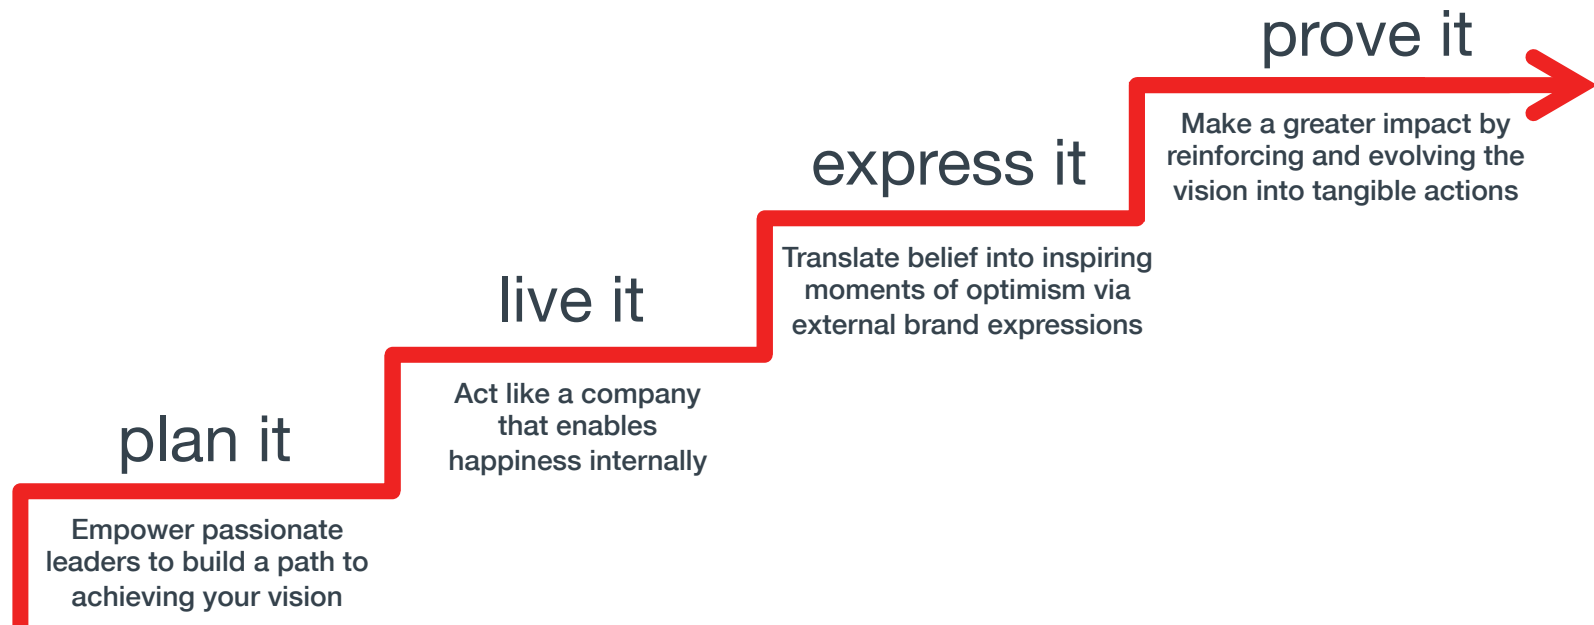 plan it
Empower passionate
leaders to build a path to
achieving your vision
live it
Act like a company
that enables
happiness internally
express it
Translate belief into inspiring
moments of optimism via
external brand expressions
prove it
Make a greater impact by
reinforcing and evolving the
vision into tangible actions